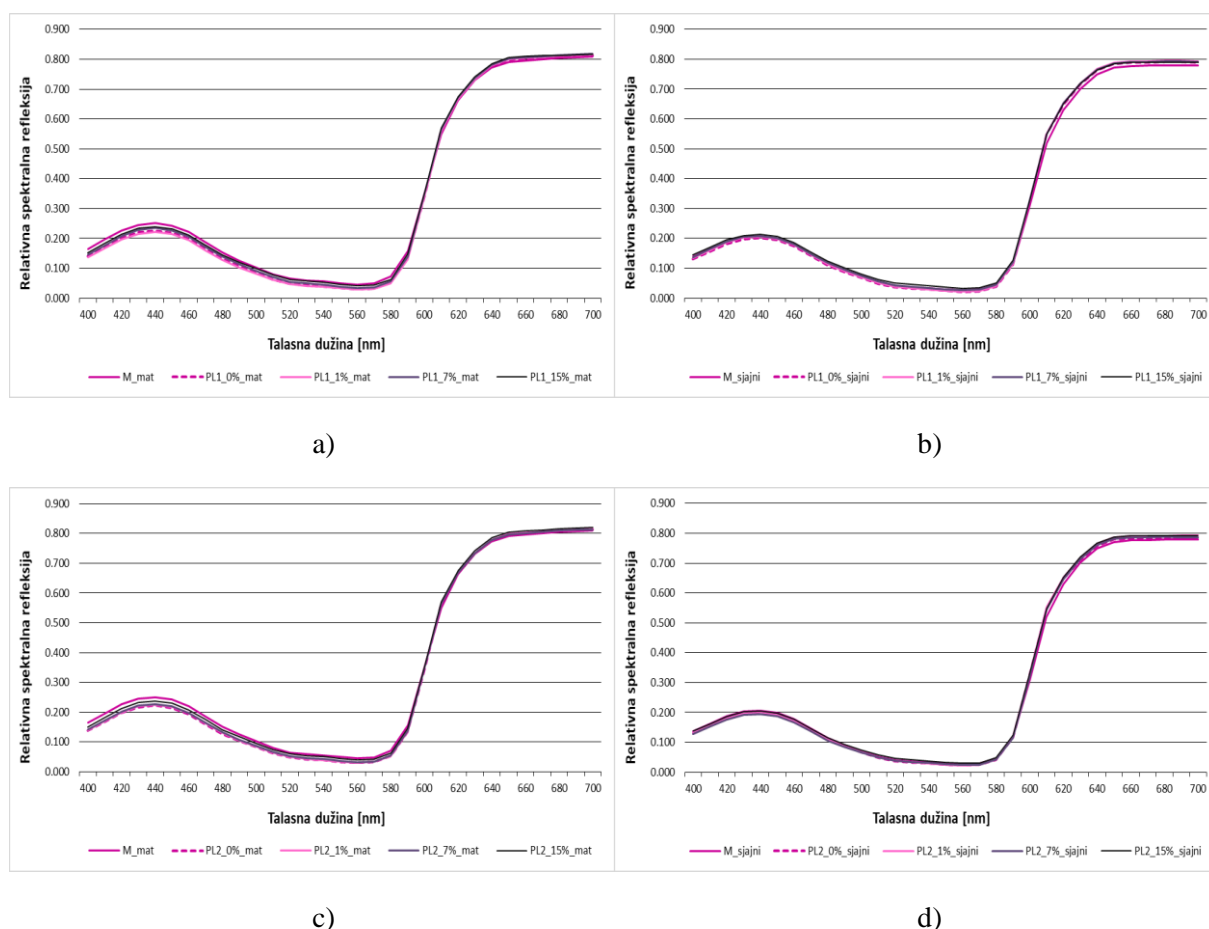 0.900
0.800
0.700
0.600
0.500
0.400
0.300
0.200
0.100
0.000
Relativna spektralna refleksija
400 420 440 460 480 500 520 540 560 580 600 620 640 660 680 700
Talasna dužina [nm]
M_mat PL1_0%_mat PL1_1%_mat PL1_7%_mat PL1_15%_mat
a)
0.900
0.800
0.700
0.600
0.500
0.400
0.300
0.200
0.100
0.000
Relativna spektralna refleksija
400 420 440 460 480 500 520 540 560 580 600 620 640 660 680 700
Talasna dužina [nm]
M_sjajni PL1_0%_sjajni PL1_1%_sjajni PL1_7%_sjajni PL1_15%_sjajni
b)
0.900
0.800
0.700
0.600
0.500
0.400
0.300
0.200
0.100
0.000
Relativna spektralna refleksija
400 420 440 460 480 500 520 540 560 580 600 620 640 660 680 700
Talasna dužina [nm]
M_mat PL2_0%_mat PL2_1%_mat PL2_7%_mat PL2_15%_mat
c)
0.900
0.800
0.700
0.600
0.500
0.400
0.300
0.200
0.100
0.000
Relativna spektralna refleksija
400 420 440 460 480 500 520 540 560 580 600 620 640 660 680 700
Talasna dužina [nm]
M_sjajni PL2_0%_sjajni PL2_1%_sjajni PL2_7%_sjajni PL2_15%_sjajni
d)